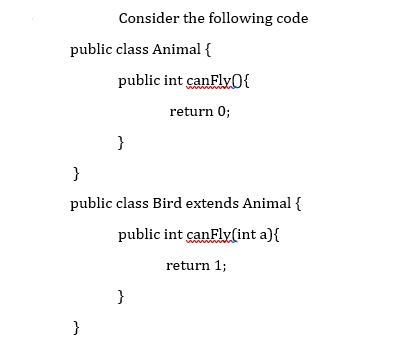 Consider the following code
public class Animal {
public int canFly(){
return 0;
}
}
public class Bird extends Animal {
public int canFly(int a){
return 1;
}
}